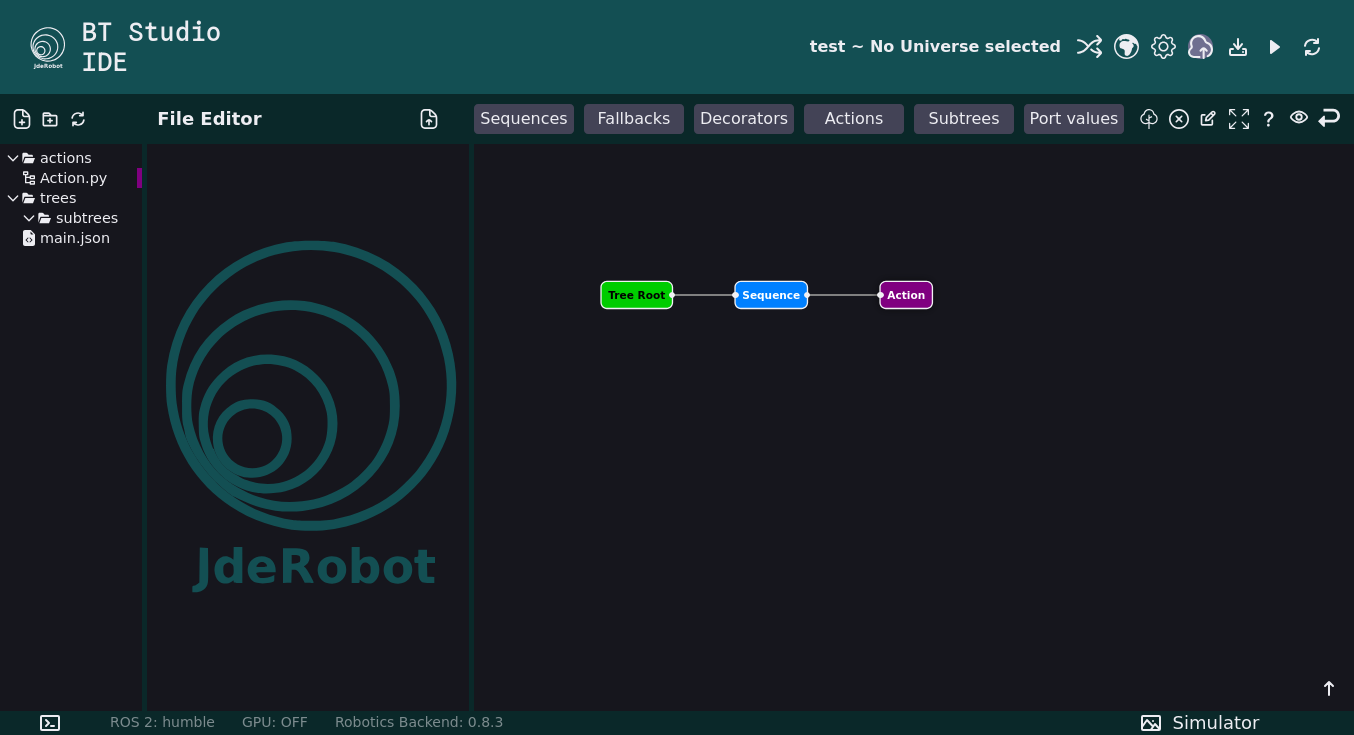 JdeRobot
BT Studio
IDE
test ~ No Universe selected
File Editor
Sequences
Fallbacks
Decorators
Actions
Subtrees
Port values
?
actions
Action.py
trees
subtrees
main.json
Tree Root
Sequence
Action
JdeRobot
ROS 2: humble
GPU: OFF
Robotics Backend: 0.8.3
Simulator